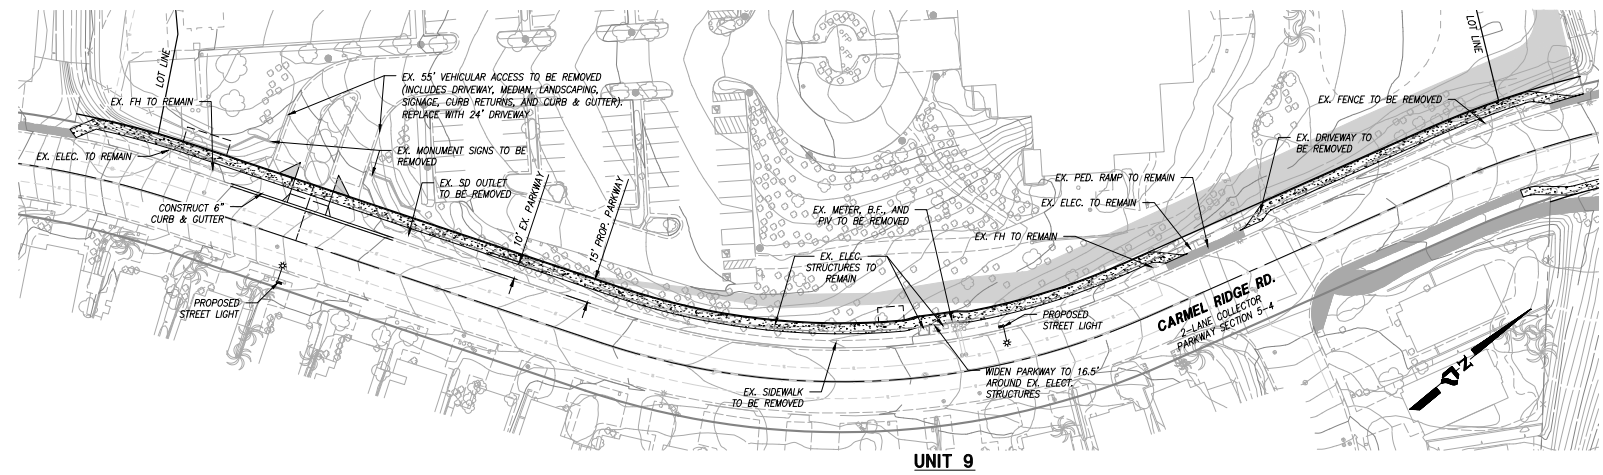 LOT LINE
EX. FH TO REMAIN
EX. ELEC. TO REMAIN
EX. 55' VEHICULAR ACCESS TO BE REMOVED
(INCLUDES DRIVEWAY, MEDIAN, LANDSCAPING,
SIGNAGE, CURB RETURNS, AND CURB & GUTTER).
REPLACE WITH 24' DRIVEWAY
EX. MONUMENT SIGNS TO BE
REMOVED
EX. SD OUTLET
TO BE REMOVED
CONSTRUCT 6"
CURB & GUTTER
10' EX. PARKWAY
15' PROP. PARKWAY
PROPOSED
STREET LIGHT
EX. METER, B.F., AND
PIV TO BE REMOVED
EX. ELEC.
STRUCTURES TO
REMAIN
EX. SIDEWALK
TO BE REMOVED
EX. PED. RAMP TO REMAIN
EX. ELEC. TO REMAIN
EX. FH TO REMAIN
PROPOSED
STREET LIGHT
WIDEN PARKWAY TO 16.5'
AROUND EX. ELECT.
STRUCTURES
LOT LINE
EX. FENCE TO BE REMOVED
EX. DRIVEWAY TO
BE REMOVED
CARMEL RIDGE RD.
2-LANE COLLECTOR
PARKWAY SECTION 5-4
N
UNIT 9